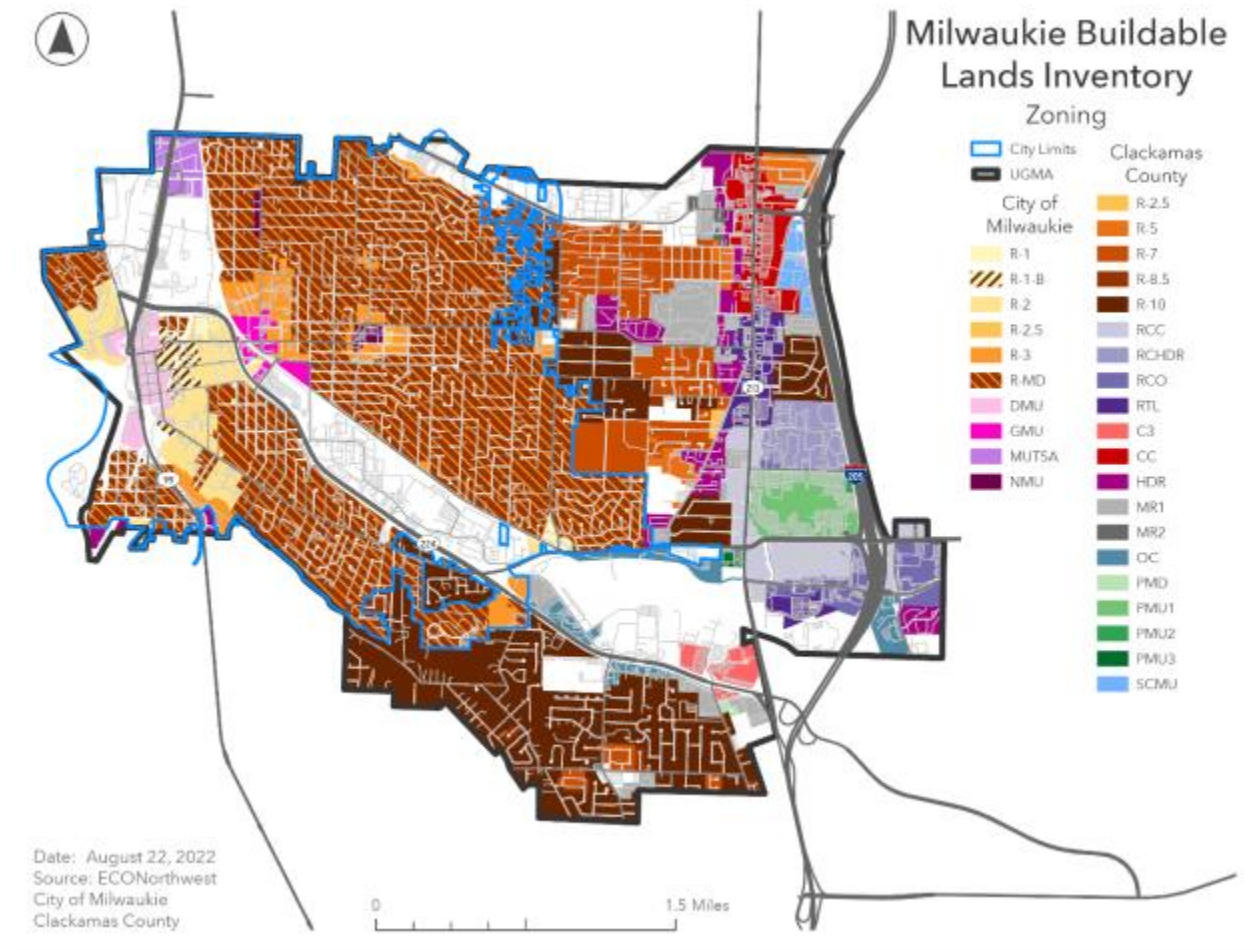 Milwaukie Buildable
Lands Inventory
Zoning
City Limits
UGMA
City of
Milwaukie
R-1
R-1-B
R-2
R-2.5
R-3
R-MD
DMU
GMU
MUTSA
NMU
Clackamas
County
R-2.5
R-5
R-7
R-8.5
R-10
RCC
RCHDR
RCO
RTL
C3
CC
HDR
MR1
MR2
OC
PMD
PMU1
PMU2
PMU3
SCMU
213
205
99
224
Date: August 22, 2022
Source: ECONorthwest
City of Milwaukie
Clackamas County
0 1.5 Miles